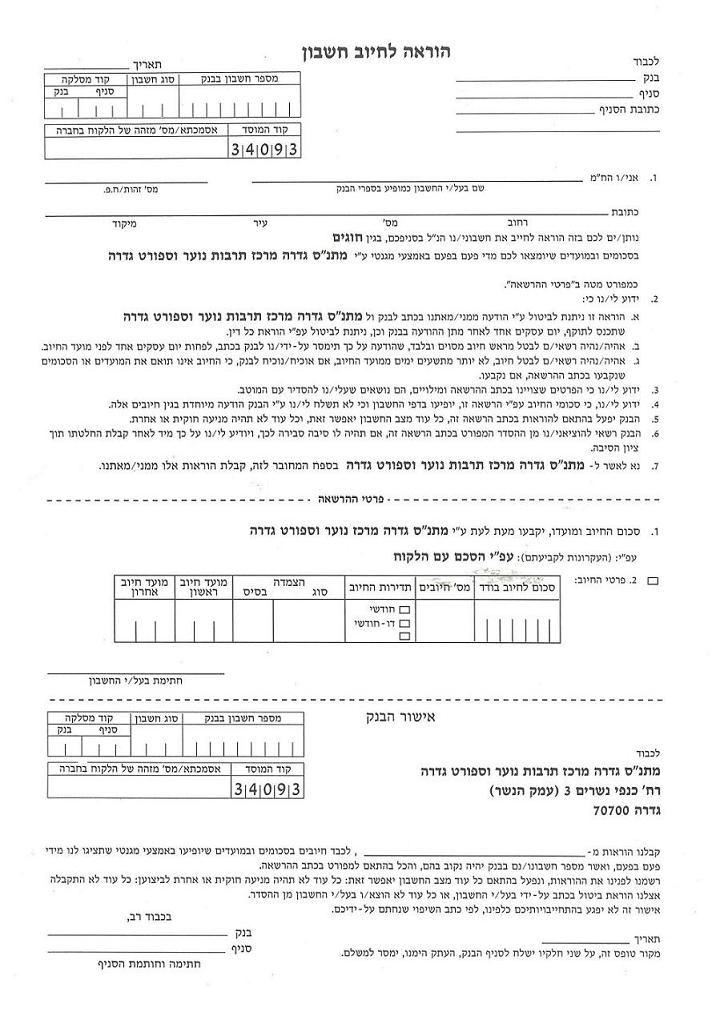 הוראה לחיוב חשבון
לכבוד
בנק
סניף
כתובת הסניף
תאריך
מספר חשבון בבנק סוג חשבון קוד מסלקה
סניף בנק
קוד המוסד אסמכתא/מס' מזהה של הלקוח בחברה
34093
1. אני/ו הח"מ
שם בעל/י החשבון כמופיע בספרי הבנק מס' זהות/ח.פ.
כתובת
רחוב מס' עיר מיקוד
נותן/ים לכם בזה הוראה לחייב את חשבוני/נו הנ"ל בסניפכם, בגין חוגים
בסכומים ובמועדים שיומצאו לכם מדי פעם בפעם באמצעי מגנטי ע"י מתנ"ס גדרה מרכז תרבות נוער וספורט גדרה
כמפורט מטה ב"פרטי ההרשאה".
2. ידוע לי/נו כי:
א. הוראה זו ניתנת לביטול ע"י הודעה ממני/מאתנו בכתב לבנק ול מתנ"ס גדרה מרכז תרבות נוער וספורט גדרה
שתכנס לתוקף, יום עסקים אחד לאחר מתן ההודעה בבנק וכן, ניתנת לביטול עפ"י הוראת כל דין.
ב. אהיה/נהיה רשאי/ם לבטל מראש חיוב מסוים ובלבד, שהודעה על כך תימסר על-ידי/נו לבנק בכתב, לפחות יום עסקים אחד לפני מועד החיוב.
ג. אהיה/נהיה רשאי/ם לבטל חיוב, לא יותר מתשעים ימים ממועד החיוב, אם אוכיח/נוכיח לבנק, כי החיוב אינו תואם את המועדים או הסכומים
שנקבעו בכתב ההרשאה, אם נקבעו.
3. ידוע לי/נו כי הפרטים שצויינו בכתב ההרשאה ומילויים, הם נושאים שעלי/נו להסדיר עם המוטב.
4. ידוע לי/נו, כי סכומי החיוב עפ"י הרשאה זו, יופיעו בדפי החשבון וכי לא תשלח לי/נו ע"י הבנק הודעה מיוחדת בגין חיובים אלה.
5. הבנק יפעל בהתאם להוראות בכתב הרשאה זה, כל עוד מצב החשבון יאפשר זאת, וכל עוד לא תהיה מניעה חוקית או אחרת.
6. הבנק רשאי להוציאני/נו מן ההסדר המפורט בכתב הרשאה זה, אם תהיה לו סיבה סבירה לכך, ויודיע לי/נו על כך מיד לאחר קבלת החלטתו תוך
ציון הסיבה.
7. נא לאשר ל- מתנ"ס גדרה מרכז תרבות נוער וספורט גדרה בספח המחובר לזה, קבלת הוראות אלו ממני/מאתנו.
פרטי ההרשאה
1. סכום החיוב ומועדו, יקבעו מעת לעת ע"י מתנ"ס גדרה מרכז נוער וספורט גדרה
עפ"י: (העקרונות לקביעתם): עפ"י הסכם עם הלקוח
2. פרטי החיוב:
סכום לחיוב בודד מס' חיובים תדירות החיוב הצמדה מועד חיוב ראשון מועד חיוב אחרון
סוג בסיס
חודשי
דו-חודשי
חתימת בעל/י החשבון
אישור הבנק
מספר חשבון בבנק סוג חשבון קוד מסלקה
סניף בנק
קוד המוסד אסמכתא/מס' מזהה של הלקוח בחברה
34093
לכבוד
מתנ"ס גדרה מרכז תרבות נוער וספורט גדרה
רח' כנפי נשרים 3 (עמק הנשר)
גדרה 70700
קבלנו הוראות מ- , לכבד חיובים בסכומים ובמועדים שיופיעו באמצעי מגנטי שתציגו לנו מידי
פעם בפעם, ואשר מספר חשבונו/נם בבנק יהיה נקוב בהם, והכל בהתאם למפורט בכתב ההרשאה.
רשמנו לפנינו את ההוראות, ונפעל בהתאם כל עוד מצב החשבון יאפשר זאת: כל עוד לא תהיה מניעה חוקית או אחרת לביצוען: כל עוד לא התקבלה
אצלנו הוראת ביטול בכתב על-ידי בעל/י החשבון, או כל עוד לא הוצא/ו בעל/י החשבון מן ההסדר.
אישור זה לא יפגע בהתחייבויותיכם כלפינו, לפי כתב השיפוי שנחתם על-ידיכם.
בכבוד רב,
בנק
סניף
חתימה וחותמת הסניף
תאריך
מקור טופס זה, על שני חלקיו ישלח לסניף הבנק, העתק הימנו, ימסר למשלם.